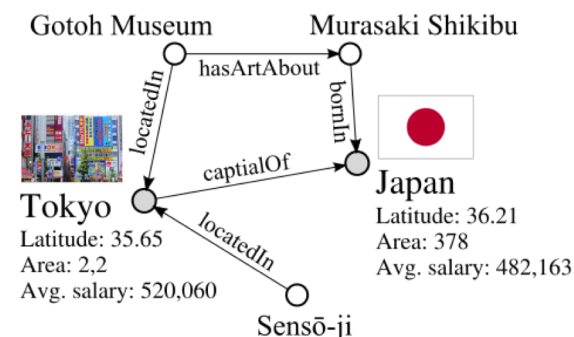 Gotoh Museum
Murasaki Shikibu
hasArtAbout
locatedIn
bornIn
captialOf
Tokyo
Latitude: 35.65
Area: 2,2
Avg. salary: 520,060
Japan
Latitude: 36.21
Area: 378
Avg. salary: 482,163
locatedIn
Sensō-ji